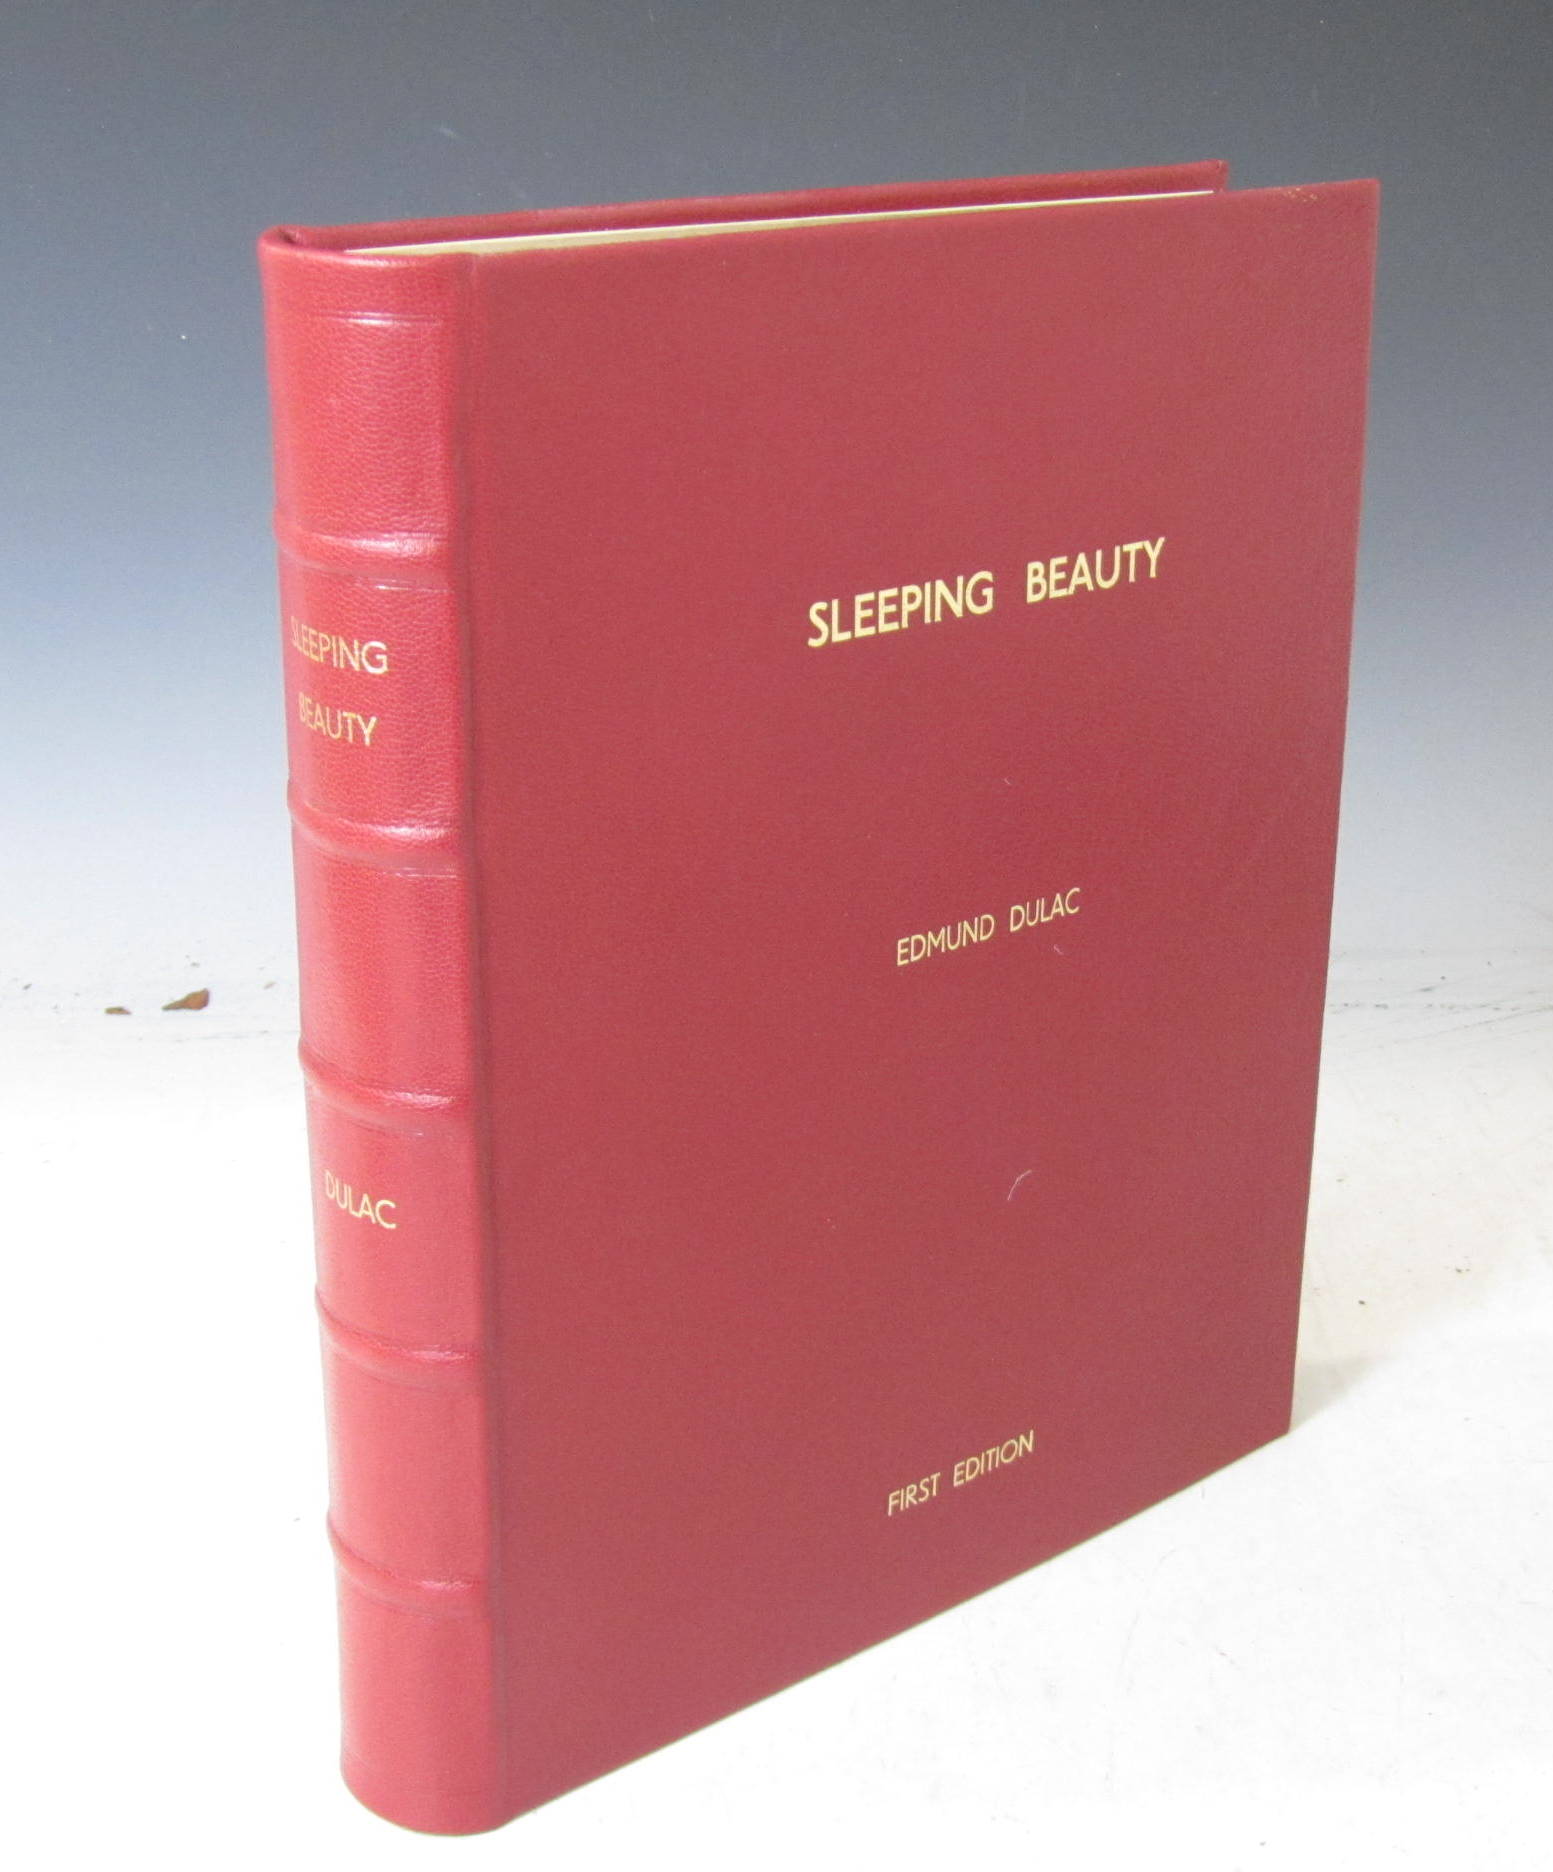 SLEEPING
BEAUTY
DULAC
SLEEPING BEAUTY
EDMUND DULAC
FIRST EDITION